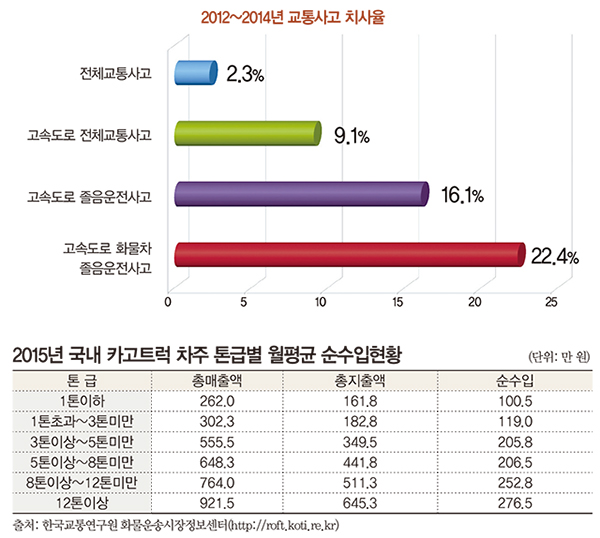 2012~2014년 교통사고 치사율
전체교통사고 2.3%
고속도로 전체교통사고 9.1%
고속도로 졸음운전사고 16.1%
고속도로 화물차
졸음운전사고 22.4%
0 5 10 15 20 25
2015년 국내 카고트럭 차주 톤급별 월평균 순수입현황 (단위: 만 원)
톤 급 총매출액 총지출액 순수입
1톤이하 262.0 161.8 100.5
1톤초과~3톤미만 302.3 182.8 119.0
3톤이상~5톤미만 555.5 349.5 205.8
5톤이상~8톤미만 648.3 441.8 206.5
8톤이상~12톤미만 764.0 511.3 252.8
12톤이상 921.5 645.3 276.5
출처: 한국교통연구원 화물운송시장정보센터(http://roft.koti.re.kr)